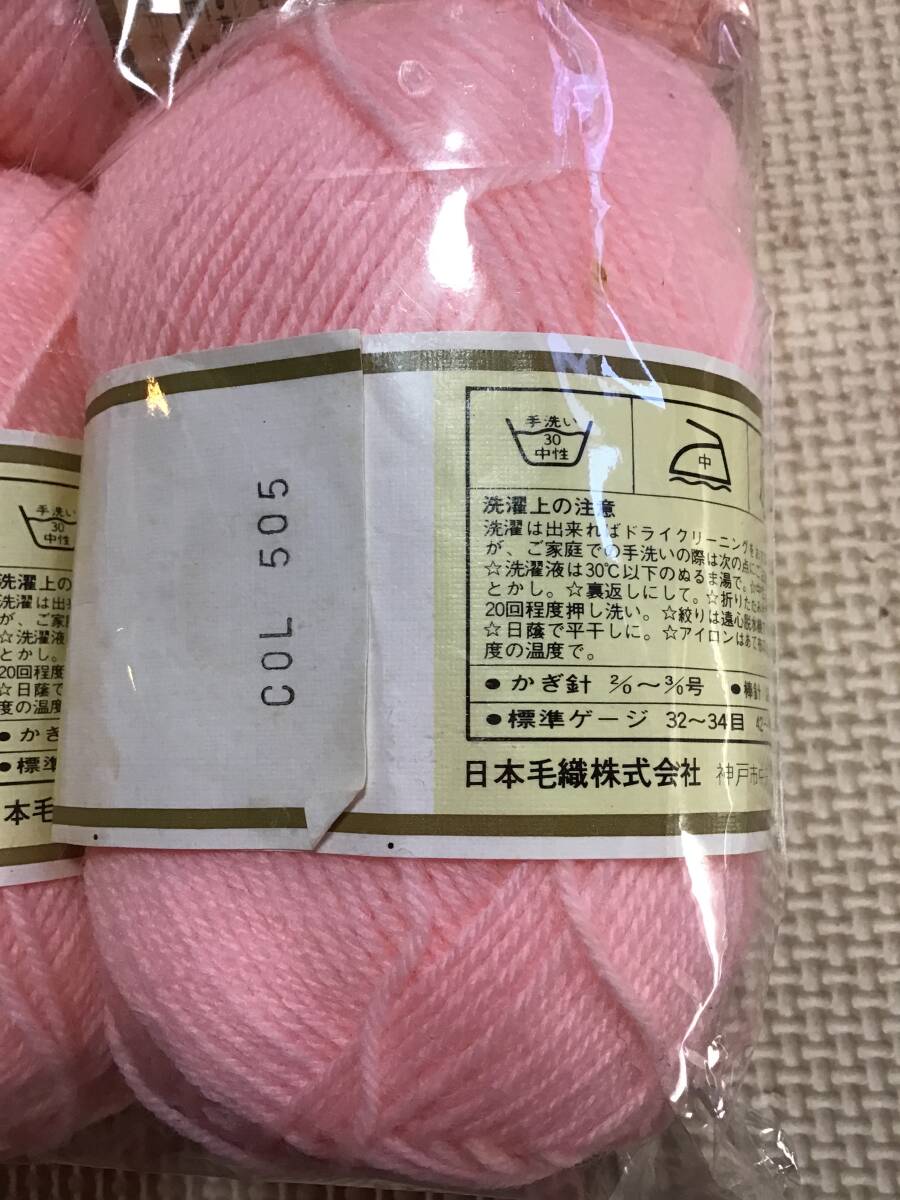 COL 505
手洗い
30
中性
中
洗濯上の注意
洗濯は出来ればドライクリーニングを
が、ご家庭での手洗いの際は次の点に
☆洗濯液は30℃以下のぬるま湯で。
とかし。☆裏返しにして。☆折りたたみ
20回程度押し洗い。☆絞りは遠心脱水
☆日蔭で平干しに。☆アイロンはあて
度の温度で。
●かぎ針 2/0〜3/0号 ●棒針
●標準ゲージ 32〜34目 42〜
日本毛織株式会社 神戸市
手洗い
30
中性
洗濯上の
洗濯は出来
が、ご家庭
☆洗濯液
とかし。
20回程度
☆日蔭で
度の温度
●かぎ
●標準
本毛